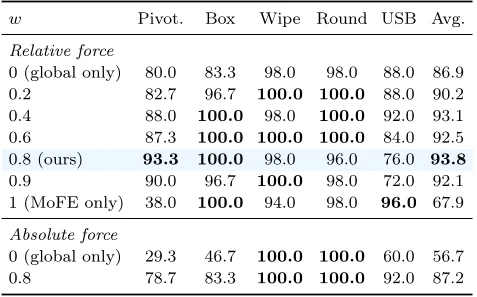 w Pivot. Box Wipe Round USB Avg.
Relative force
0 (global only) 80.0 83.3 98.0 98.0 88.0 86.9
0.2 82.7 96.7 100.0 100.0 88.0 90.2
0.4 88.0 100.0 98.0 100.0 92.0 93.1
0.6 87.3 100.0 100.0 100.0 84.0 92.5
0.8 (ours) 93.3 100.0 98.0 96.0 76.0 93.8
0.9 90.0 96.7 100.0 98.0 72.0 92.1
1 (MoFE only) 38.0 100.0 94.0 98.0 96.0 67.9
Absolute force
0 (global only) 29.3 46.7 100.0 100.0 60.0 56.7
0.8 78.7 83.3 100.0 100.0 92.0 87.2